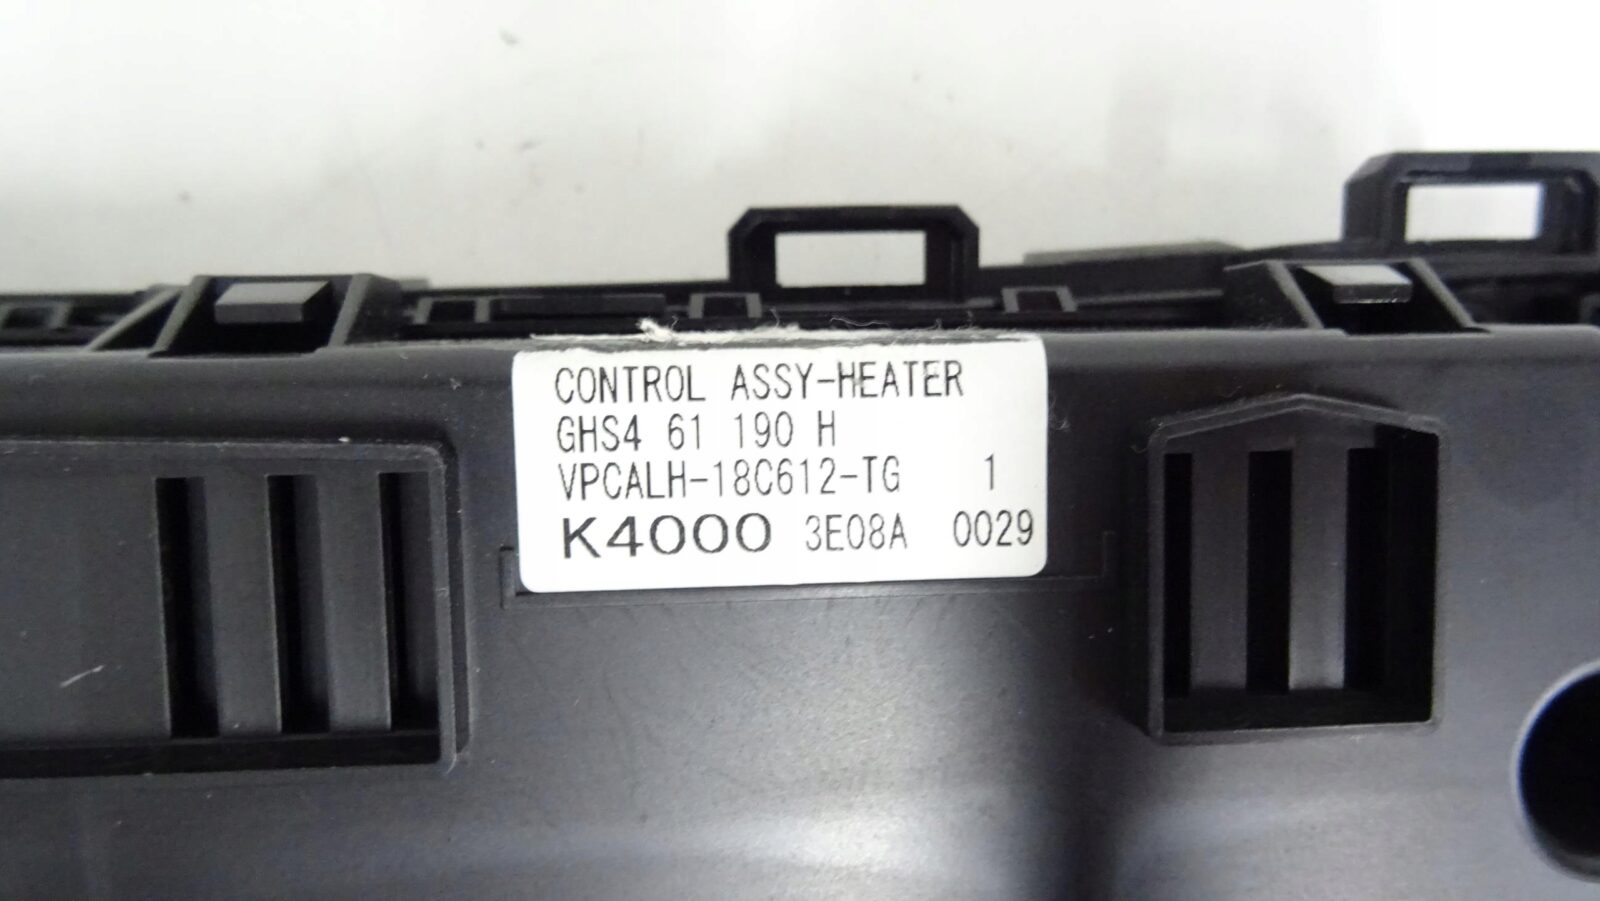 CONTROL ASSY-HEATER
GHS4 61 190 H
VPCALH-18C612-TG 1
K4000 3E08A 0029